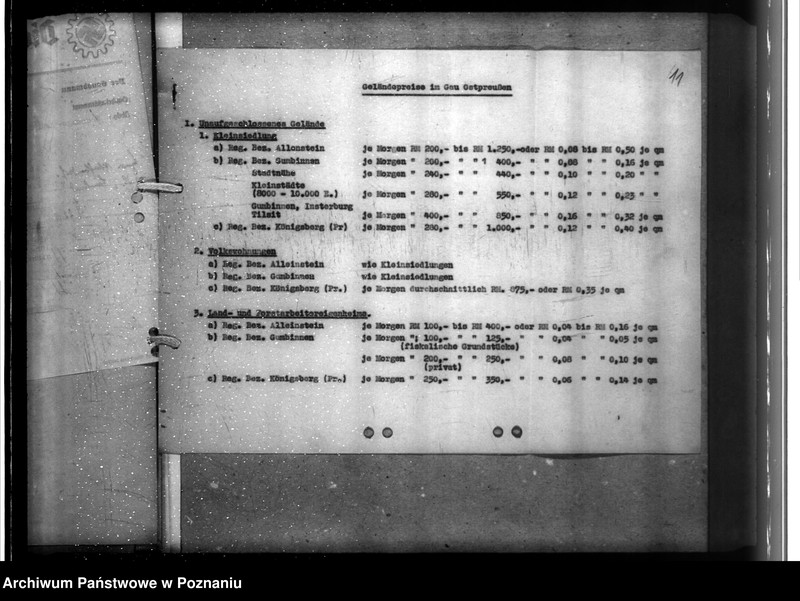 11
Geländepreise im Gau Ostpreußen
1. Unaufgeschlossenes Gelände
1. Kleinsiedlung
a) Reg. Bez. Allenstein je Morgen RM 200,- bis RM 1.250,-oder RM 0,08 bis RM 0,50 je qm
b) Reg. Bez. Gumbinnen je Morgen " 200,- " " 400,- " " 0,08 " " 0,16 je qm
Stadtnähe je Morgen " 240,- " " 440,- " " 0,10 " " 0,20 " "
Kleinstädte
(8000 - 10.000 E.) je Morgen " 280,- " " 550,- " " 0,12 " " 0,23 " "
Gumbinnen, Insterburg
Tilsit je Morgen " 400,- " " 850,- " " 0,16 " " 0,32 je qm
c) Reg. Bez. Königsberg (Pr) je Morgen " 280,- " " 1.000,- " " 0,12 " " 0,40 je qm
2. Volkswohnungen
a) Reg. Bez. Alleinstein wie Kleinsiedlungen
b) Reg. Bez. Gumbinnen wie Kleinsiedlungen
c) Reg. Bez. Königsberg (Pr.) je Morgen durchschnittlich RM. 875,- oder RM 0,35 je qm
3. Land- und Forstarbeitereigenheime.
a) Reg. Bez. Alleinstein je Morgen RM 100,- bis RM 400,- oder RM 0,04 bis RM 0,16 je qm
b) Reg. Bez. Gumbinnen je Morgen " 100,- " " 125,- " " 0,04 " " 0,05 je qm
(fiskalische Grundstücke)
je Morgen " 200,- " " 250,- " " 0,08 " " 0,10 je qm
(privat)
c) Reg. Bez. Königsberg (Pr.) je Morgen " 250,- " " 350,- " " 0,06 " " 0,14 je qm
Archiwum Państwowe w Poznaniu